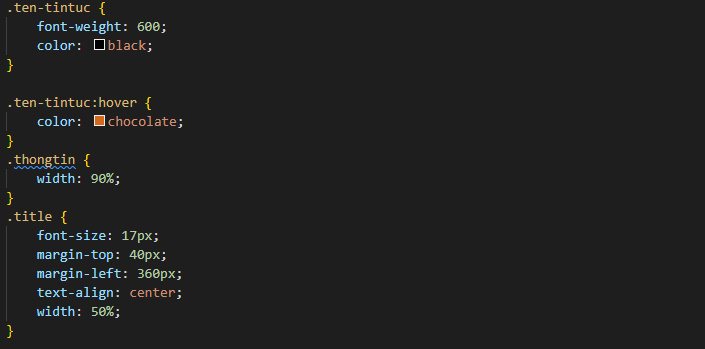 .ten-tintuc {
    font-weight: 600;
    color: black;
}

.ten-tintuc:hover {
    color: chocolate;
}
.thongtin {
    width: 90%;
}
.title {
    font-size: 17px;
    margin-top: 40px;
    margin-left: 360px;
    text-align: center;
    width: 50%;
}